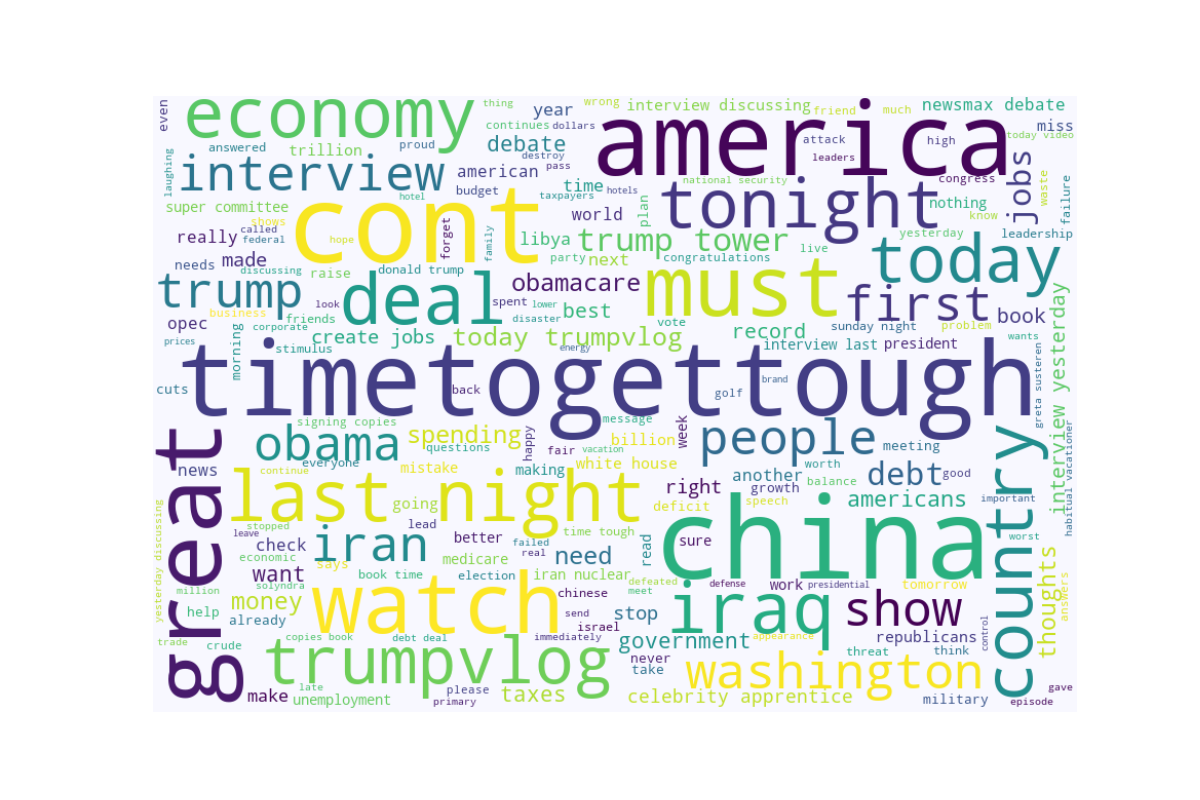 even
economy
thing
year
wrong
interview discussing
friend
much
newsmax debate
continues
dollars
america
today video
miss
laughing
answered
trillion
proud
debate
destroy
attack
high
leaders
interview
american
pass
congress
jobs
waste
failure
hotel
budget
time
hotels
national security
super committee
taxpayers
tonight
nothing
know
shows
cont
forget
world
plan
called
really
federal
hope
family
libya
trump tower
yesterday
leadership
party
live
made
needs
discussing
raise
donald trump
next
congratulations
today
trump
look
deal
spent
lower
obamacare
must
first
book
business
best
opec
friends
disaster
vote
record
sunday night
problem
corporate
create jobs
today trumpvlog
wants
prices
morning
stimulus
energy
interview last
president
interview yesterday
greta susteren
timetogettough
cuts
back
brand
golf
great
signing copies
message
obama
spending
questions
happy
fair
billion
week
people
meeting
vacation
news
continue
everyone
mistake
making
white house
another
worth
debt
good
country
habitual vacationer
last night
going
right
growth
balance
americans
important
deficit
speech
yesterday discussing
stopped
leave
lead
time tough
china
worst
check
iran
better
failed
real
need
read
sure
economic
says
medicare
thoughts
want
solyndra
book time
election
iran nuclear
defeated
defense
work
presidential
tomorrow
answers
million
money
watch
chinese
meet
iraq
show
help
already
send
stop
trade
israel
crude
copies book
debt deal
immediately
government
appearance
republicans
control
trumpvlog
never
threat
think
take
washington
make
late
please
taxes
celebrity apprentice
military
gave
unemployment
primary
episode